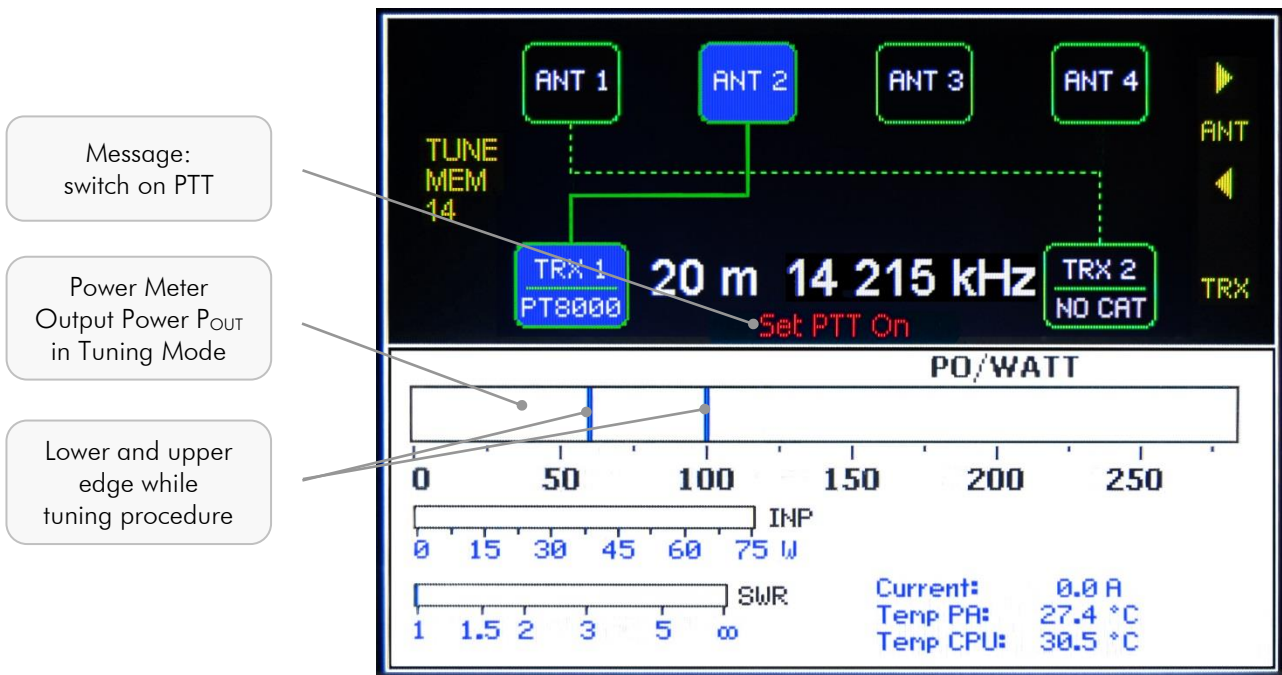 Message:
switch on PTT
Power Meter
Output Power POUT
in Tuning Mode
Lower and upper
edge while
tuning procedure
ANT 1
ANT 2
ANT 3
ANT 4
ANT
TUNE
MEM
14
TRX 1
PT8000
20 m 14 215 kHz
TRX 2
NO CAT
TRX
Set PTT On
PO/WATT
0 50 100 150 200 250
INP
0 15 30 45 60 75 W
SWR
1 1.5 2 3 5 ∞
Current: 0.0 A
Temp PA: 27.4 °C
Temp CPU: 30.5 °C